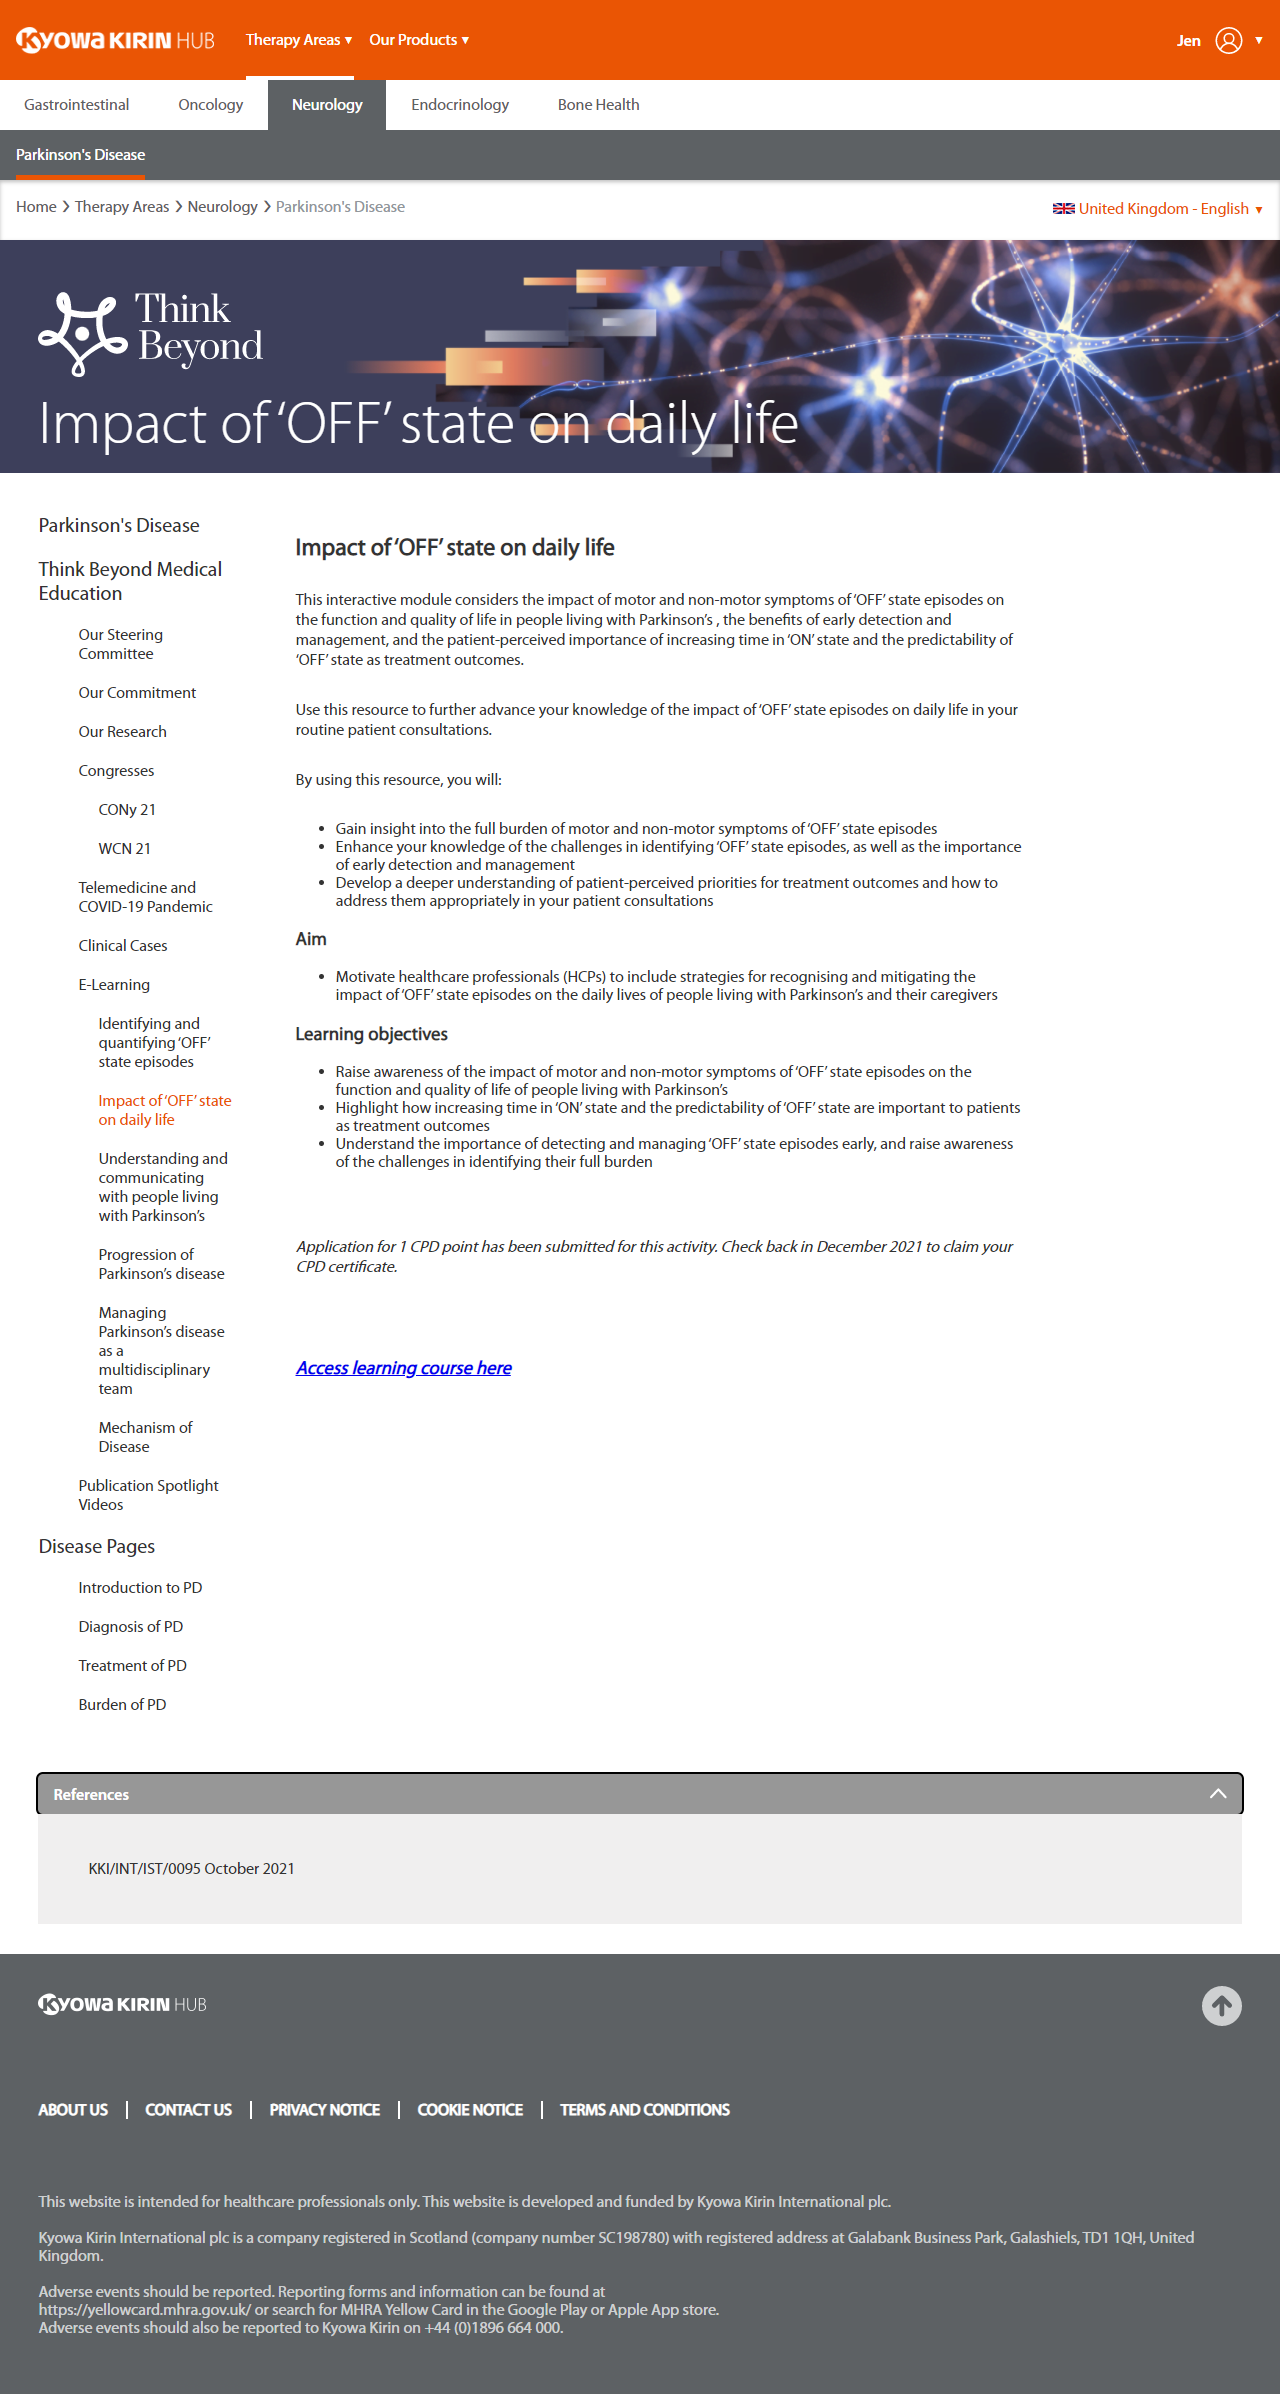 KYOWA KIRIN HUB
Therapy Areas ▼ Our Products ▼
Jen ▼
Gastrointestinal Oncology Neurology Endocrinology Bone Health
Parkinson's Disease
Home > Therapy Areas > Neurology > Parkinson's Disease
United Kingdom - English ▼
Think
Beyond
Impact of ‘OFF’ state on daily life
Parkinson's Disease
Think Beyond Medical
Education
Our Steering
Committee
Our Commitment
Our Research
Congresses
CONy 21
WCN 21
Telemedicine and
COVID-19 Pandemic
Clinical Cases
E-Learning
Identifying and
quantifying ‘OFF’
state episodes
Impact of ‘OFF’ state
on daily life
Understanding and
communicating
with people living
with Parkinson’s
Progression of
Parkinson’s disease
Managing
Parkinson’s disease
as a
multidisciplinary
team
Mechanism of
Disease
Publication Spotlight
Videos
Disease Pages
Introduction to PD
Diagnosis of PD
Treatment of PD
Burden of PD
Impact of ‘OFF’ state on daily life
This interactive module considers the impact of motor and non-motor symptoms of ‘OFF’ state episodes on
the function and quality of life in people living with Parkinson’s , the benefits of early detection and
management, and the patient-perceived importance of increasing time in ‘ON’ state and the predictability of
‘OFF’ state as treatment outcomes.
Use this resource to further advance your knowledge of the impact of ‘OFF’ state episodes on daily life in your
routine patient consultations.
By using this resource, you will:
• Gain insight into the full burden of motor and non-motor symptoms of ‘OFF’ state episodes
• Enhance your knowledge of the challenges in identifying ‘OFF’ state episodes, as well as the importance
of early detection and management
• Develop a deeper understanding of patient-perceived priorities for treatment outcomes and how to
address them appropriately in your patient consultations
Aim
• Motivate healthcare professionals (HCPs) to include strategies for recognising and mitigating the
impact of ‘OFF’ state episodes on the daily lives of people living with Parkinson’s and their caregivers
Learning objectives
• Raise awareness of the impact of motor and non-motor symptoms of ‘OFF’ state episodes on the
function and quality of life of people living with Parkinson’s
• Highlight how increasing time in ‘ON’ state and the predictability of ‘OFF’ state are important to patients
as treatment outcomes
• Understand the importance of detecting and managing ‘OFF’ state episodes early, and raise awareness
of the challenges in identifying their full burden
Application for 1 CPD point has been submitted for this activity. Check back in December 2021 to claim your
CPD certificate.
Access learning course here
References
KKI/INT/IST/0095 October 2021
KYOWA KIRIN HUB
ABOUT US | CONTACT US | PRIVACY NOTICE | COOKIE NOTICE | TERMS AND CONDITIONS
This website is intended for healthcare professionals only. This website is developed and funded by Kyowa Kirin International plc.
Kyowa Kirin International plc is a company registered in Scotland (company number SC198780) with registered address at Galabank Business Park, Galashiels, TD1 1QH, United
Kingdom.
Adverse events should be reported. Reporting forms and information can be found at
https://yellowcard.mhra.gov.uk/ or search for MHRA Yellow Card in the Google Play or Apple App store.
Adverse events should also be reported to Kyowa Kirin on +44 (0)1896 664 000.